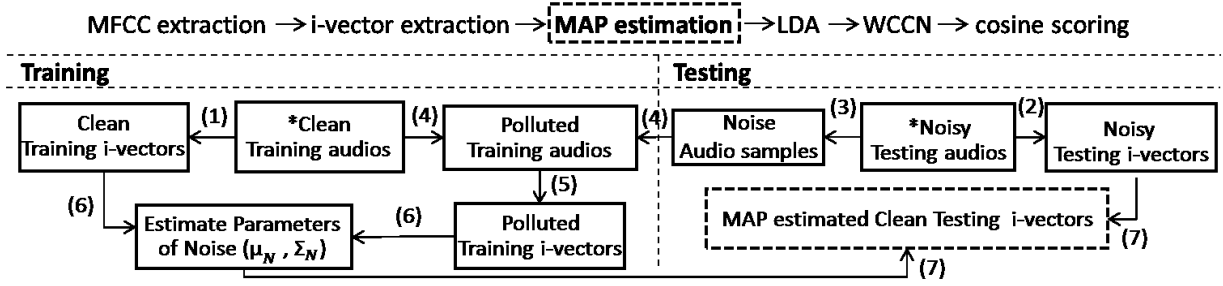 MFCC extraction → i-vector extraction → MAP estimation → LDA → WCCN → cosine scoring
Training
Testing
Clean
Training i-vectors
(1)
*Clean
Training audios
(4)
Polluted
Training audios
(4)
Noise
Audio samples
(3)
*Noisy
Testing audios
(2)
Noisy
Testing i-vectors
(5)
(6)
Estimate Parameters
of Noise (μN , ΣN)
(6)
Polluted
Training i-vectors
MAP estimated Clean Testing i-vectors
(7)
(7)